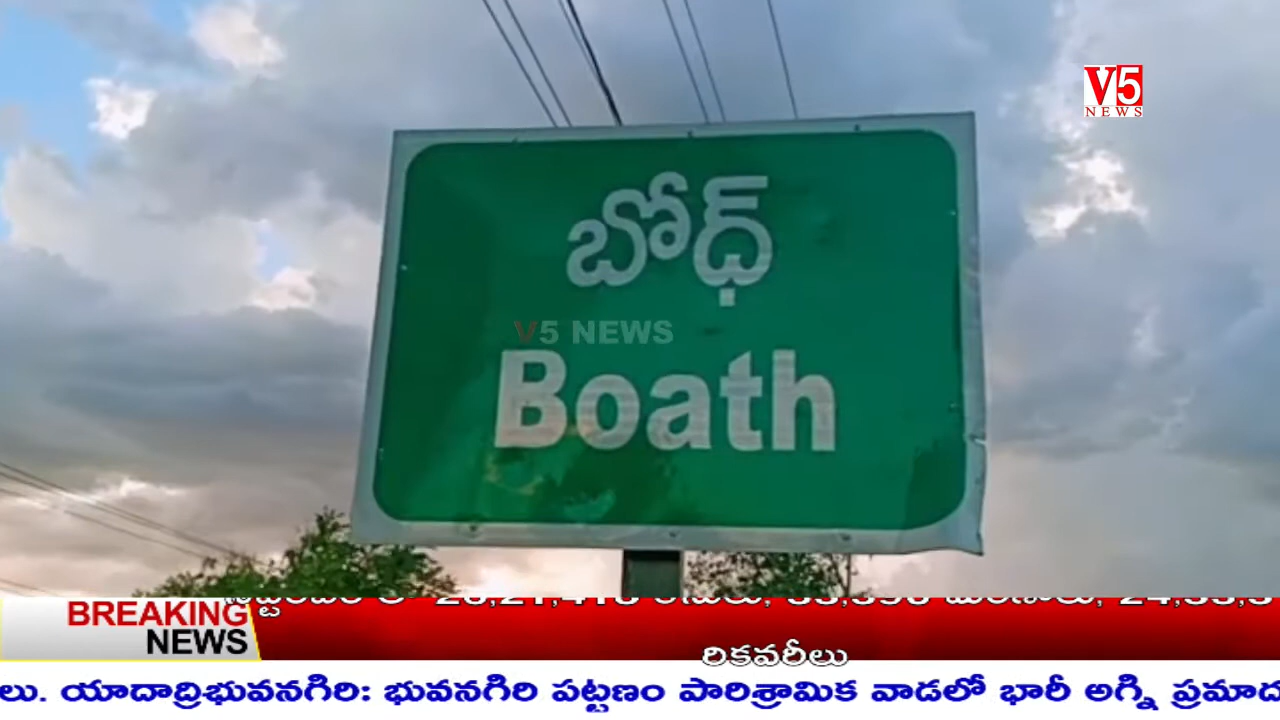 V5
NEWS
బోధ్
V5 NEWS
Boath
BREAKING
NEWS
రికవరీలు
లు. యాదాద్రిభువనగిరి: భువనగిరి పట్టణం పారిశ్రామిక వాడలో భారీ అగ్ని